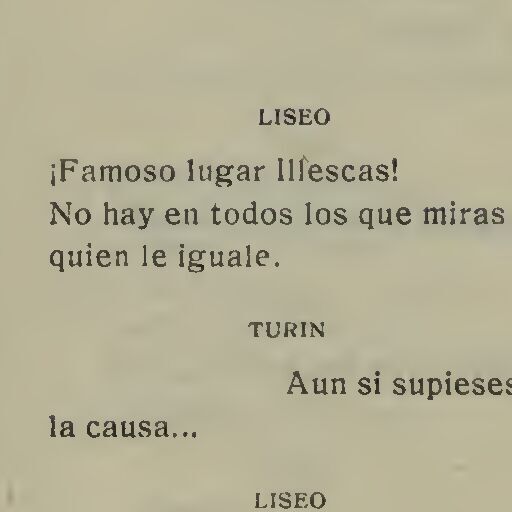 LISEO
¡Famoso lugar Illescas!
No hay en todos los que miras
quien le iguale.
TURIN
Aun si supieses
la causa...
LISEO